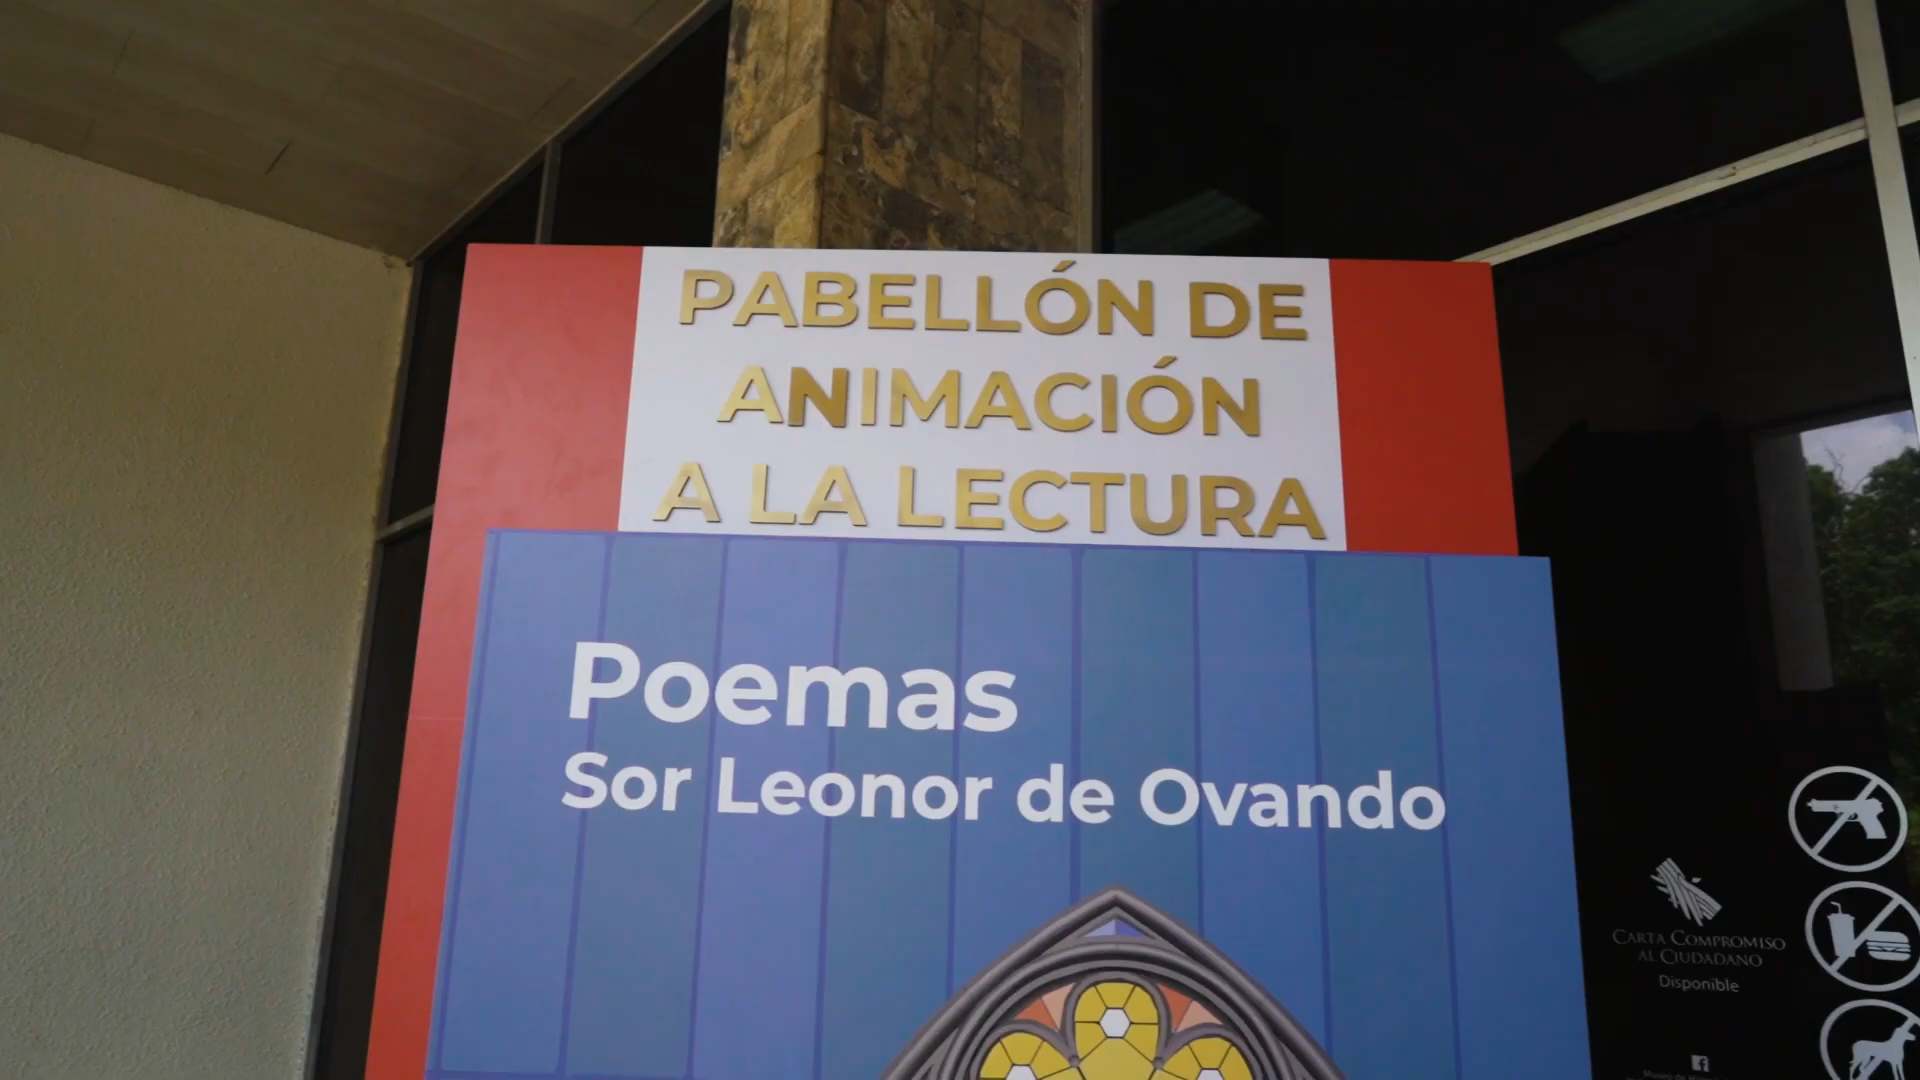 PABELLÓN DE
ANIMACIÓN
A LA LECTURA
Poemas
Sor Leonor de Ovando
CARTA COMPROMISO
AL CIUDADANO
Disponible